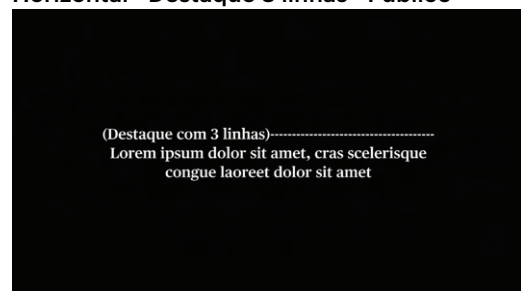 Horizontal - Destaque 3 linhas - Público
(Destaque com 3 linhas)--------------------------------------
Lorem ipsum dolor sit amet, cras scelerisque
congue laoreet dolor sit amet